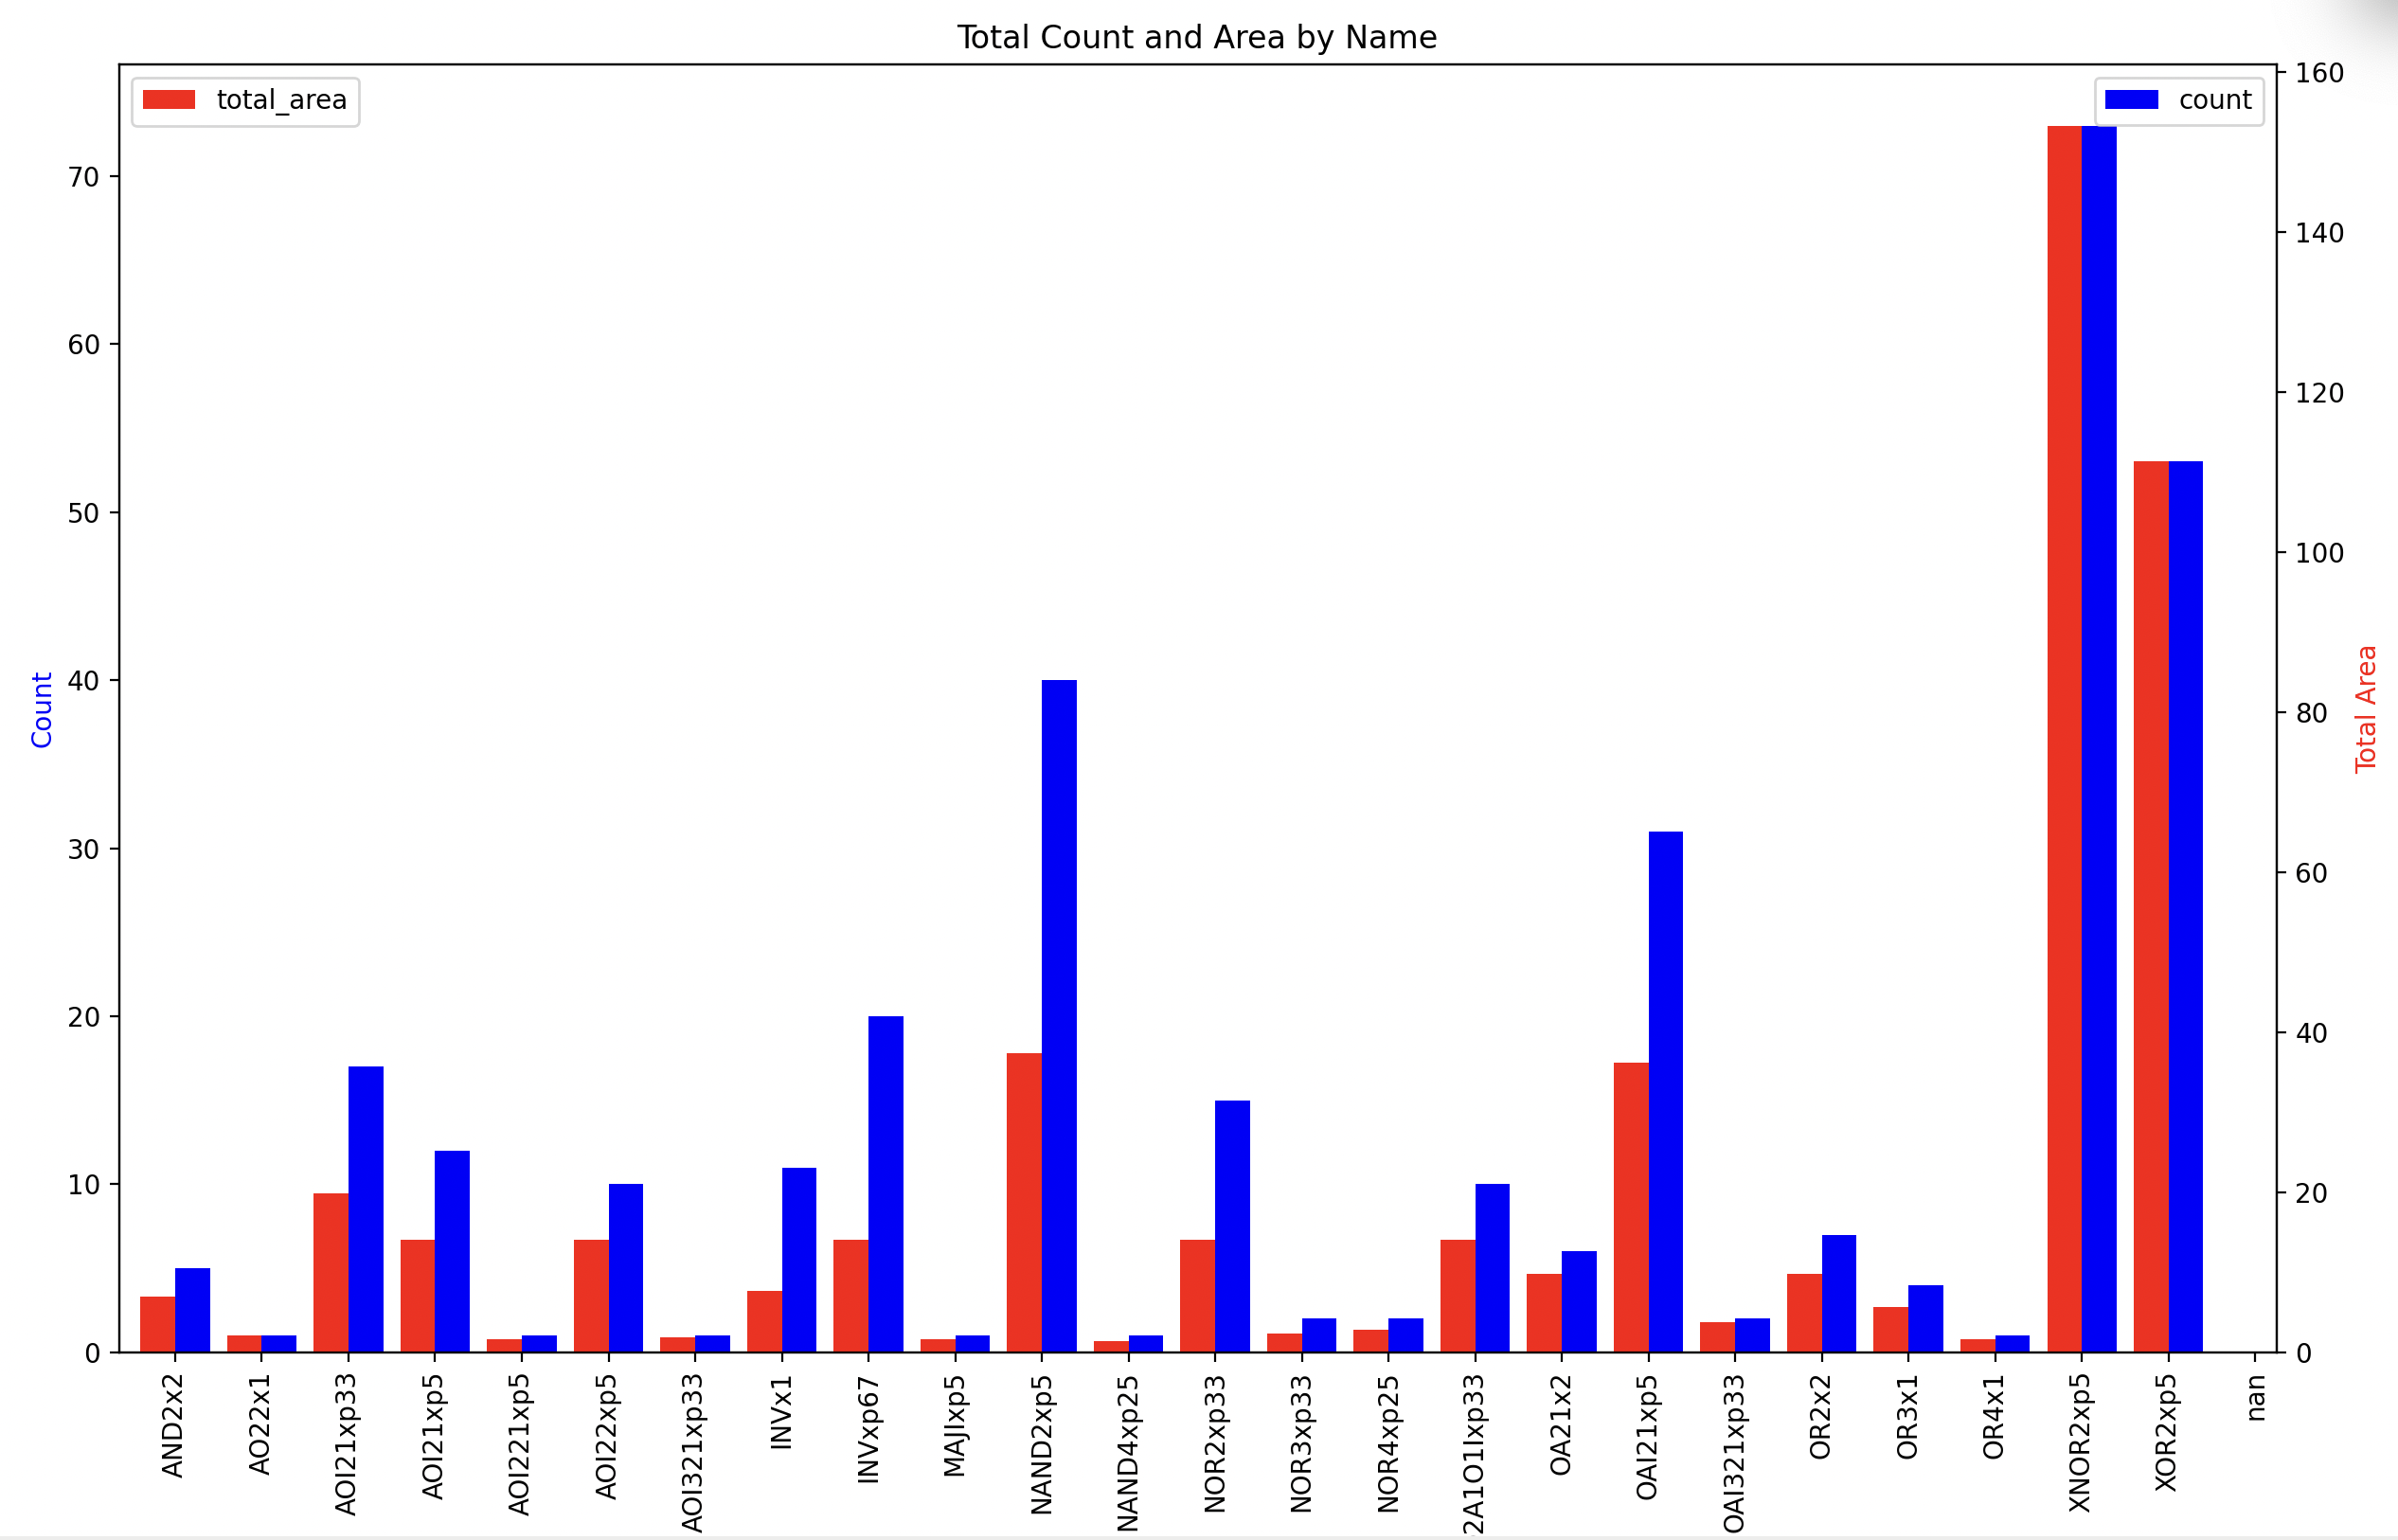 Total Count and Area by Name
total_area
count
70
60
50
40
30
20
10
0
Count
160
140
120
100
80
60
40
20
0
Total Area
AND2x2
AO22x1
AOI21xp33
AOI21xp5
AOI221xp5
AOI22xp5
AOI321xp33
INVx1
INVxp67
MAJIxp5
NAND2xp5
NAND4xp25
NOR2xp33
NOR3xp33
NOR4xp25
2A1O1Ixp33
OA21x2
OAI21xp5
OAI321xp33
OR2x2
OR3x1
OR4x1
XNOR2xp5
XOR2xp5
nan